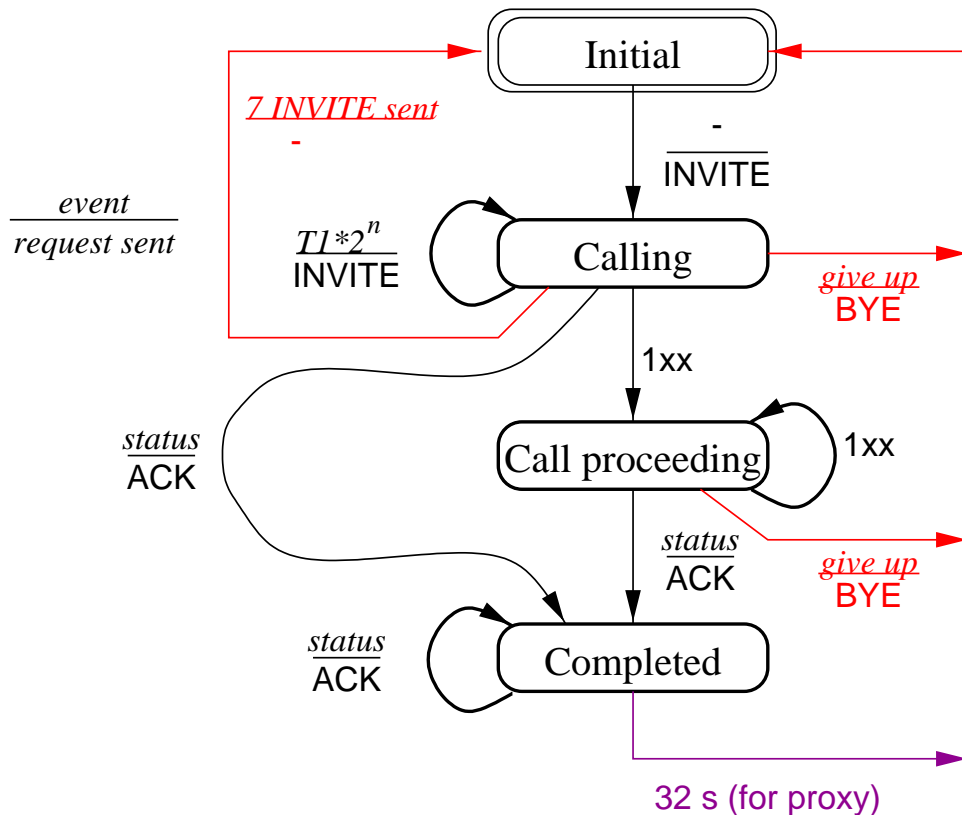 Initial
7 INVITE sent
-
-
INVITE
event
request sent
T1*2^n
INVITE
Calling
give up
BYE
1xx
status
ACK
Call proceeding
1xx
status
ACK
give up
BYE
status
ACK
Completed
32 s (for proxy)